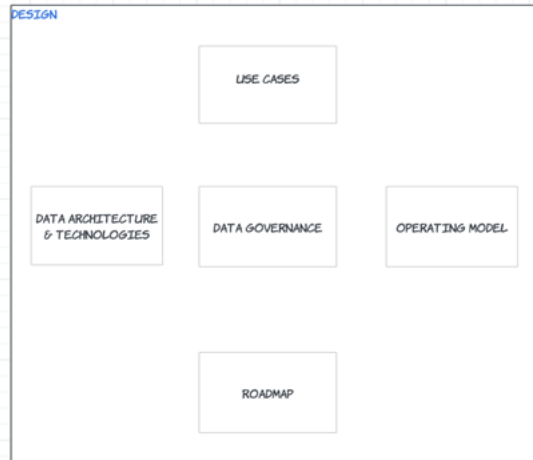 DESIGN
USE CASES
DATA ARCHITECTURE
& TECHNOLOGIES
DATA GOVERNANCE
OPERATING MODEL
ROADMAP